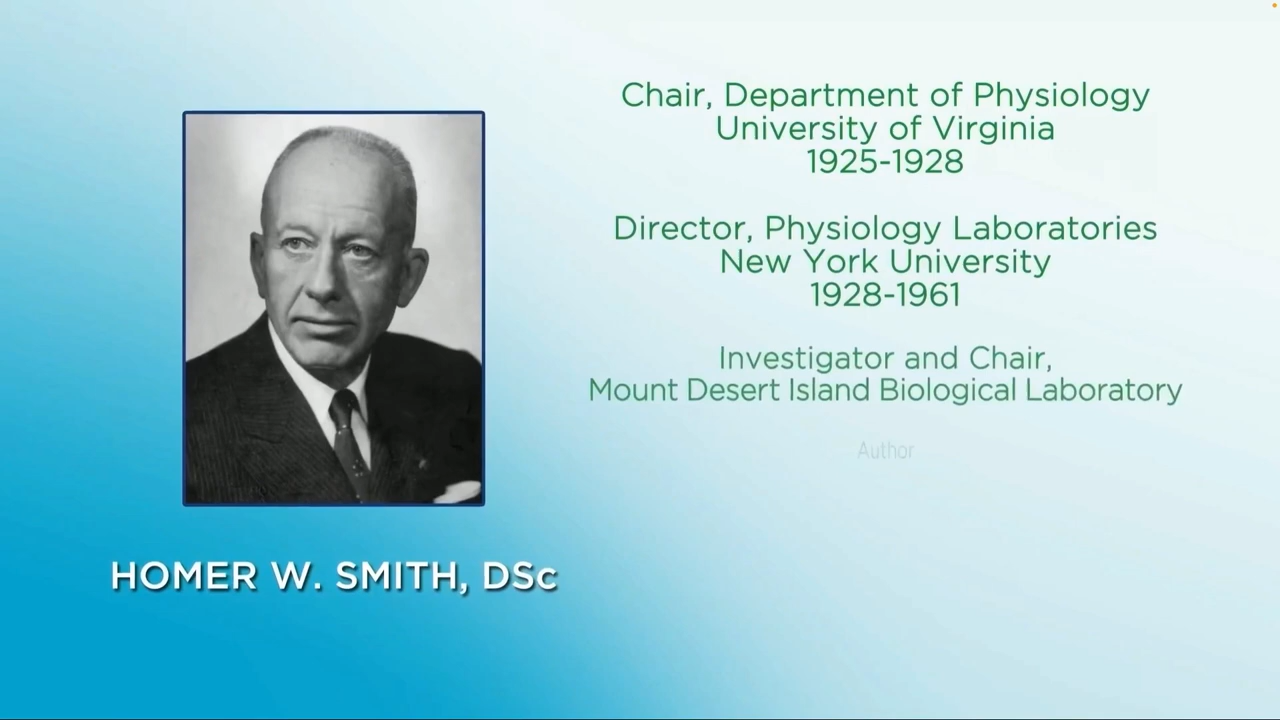 Chair, Department of Physiology
University of Virginia
1925-1928
Director, Physiology Laboratories
New York University
1928-1961
Investigator and Chair,
Mount Desert Island Biological Laboratory
Author
HOMER W. SMITH, DSc